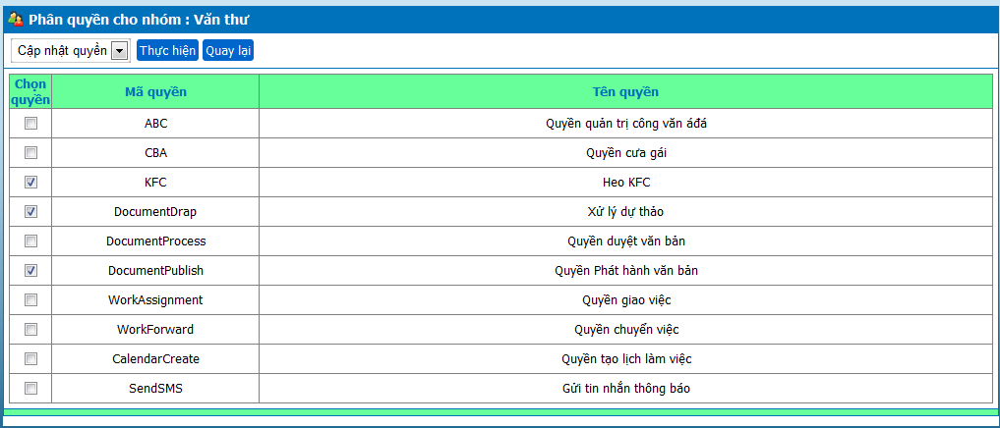 Phân quyền cho nhóm : Văn thư
Cập nhật quyền Thực hiện Quay lại
Chọn quyền Mã quyền Tên quyền
ABC Quyền quản trị công văn áđá
CBA Quyền cưa gái
KFC Heo KFC
DocumentDrap Xử lý dự thảo
DocumentProcess Quyền duyệt văn bản
DocumentPublish Quyền Phát hành văn bản
WorkAssignment Quyền giao việc
WorkForward Quyền chuyển việc
CalendarCreate Quyền tạo lịch làm việc
SendSMS Gửi tin nhắn thông báo